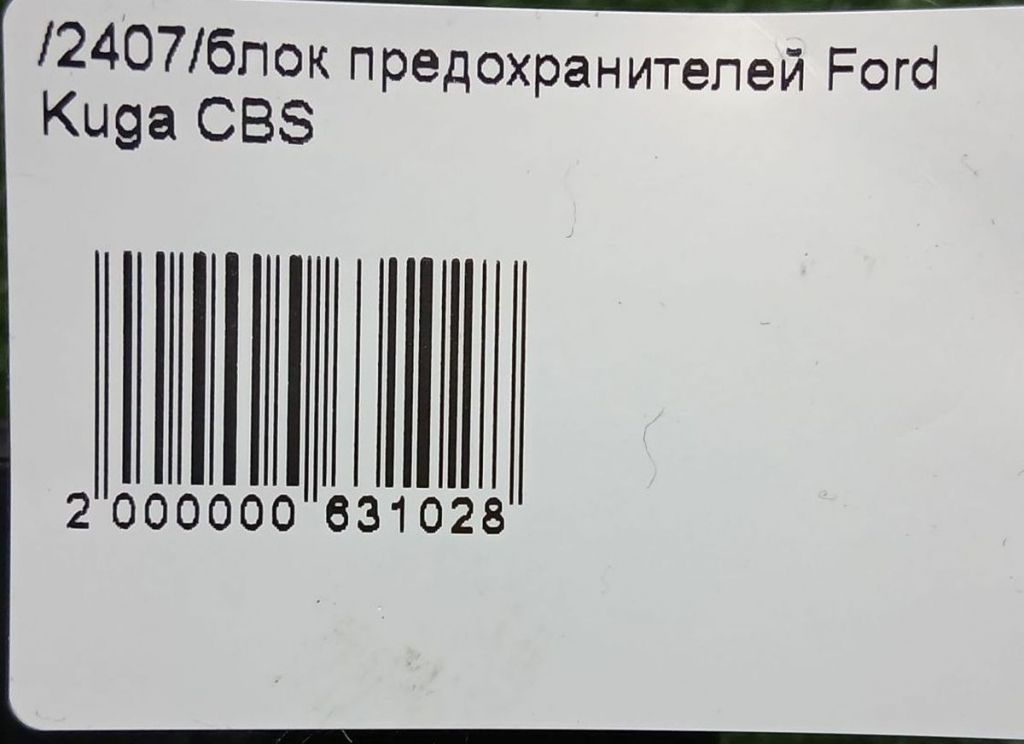 /2407/блок предохранителей Ford
Kuga CBS
2 000000 631028